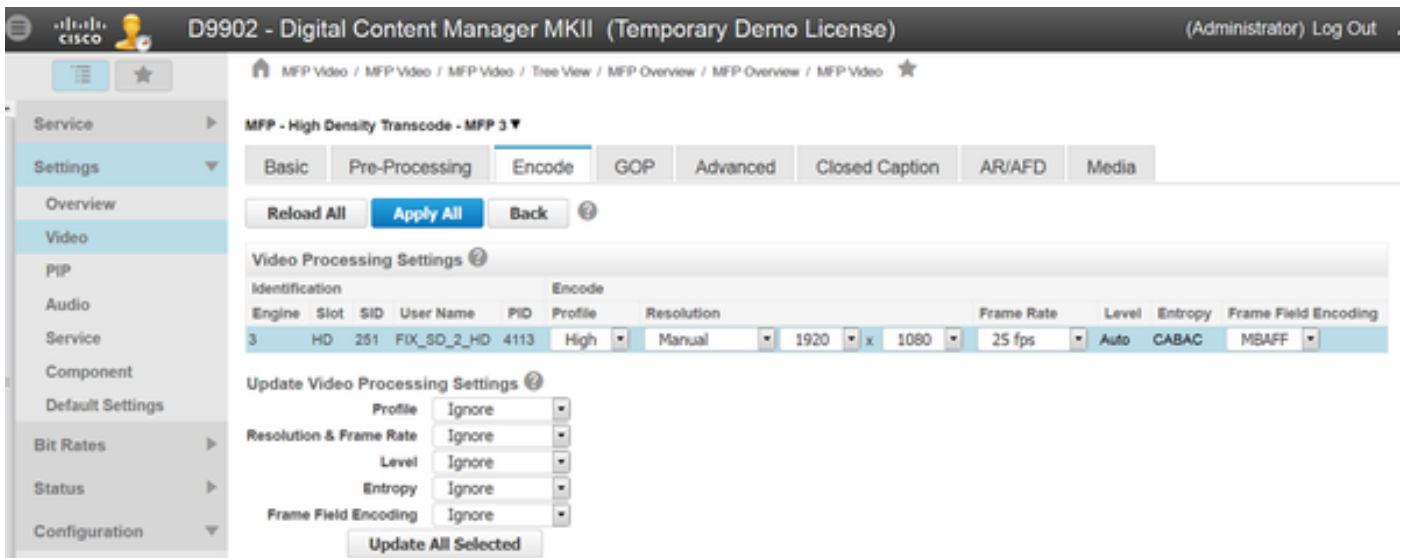 cisco D9902 - Digital Content Manager MKII (Temporary Demo License) (Administrator) Log Out
MFP Video / MFP Video / MFP Video / Tree View / MFP Overview / MFP Overview / MFP Video
Service
Settings
Overview
Video
PIP
Audio
Service
Component
Default Settings
Bit Rates
Status
Configuration
MFP - High Density Transcode - MFP 3
Basic Pre-Processing Encode GOP Advanced Closed Caption AR/AFD Media
Reload All Apply All Back ?
Video Processing Settings ?
Identification Encode
Engine Slot SID User Name PID Profile Resolution Frame Rate Level Entropy Frame Field Encoding
3 HD 251 FIX_SD_2_HD 4113 High Manual 1920 x 1080 25 fps Auto CABAC MBAFF
Update Video Processing Settings ?
Profile Ignore
Resolution & Frame Rate Ignore
Level Ignore
Entropy Ignore
Frame Field Encoding Ignore
Update All Selected